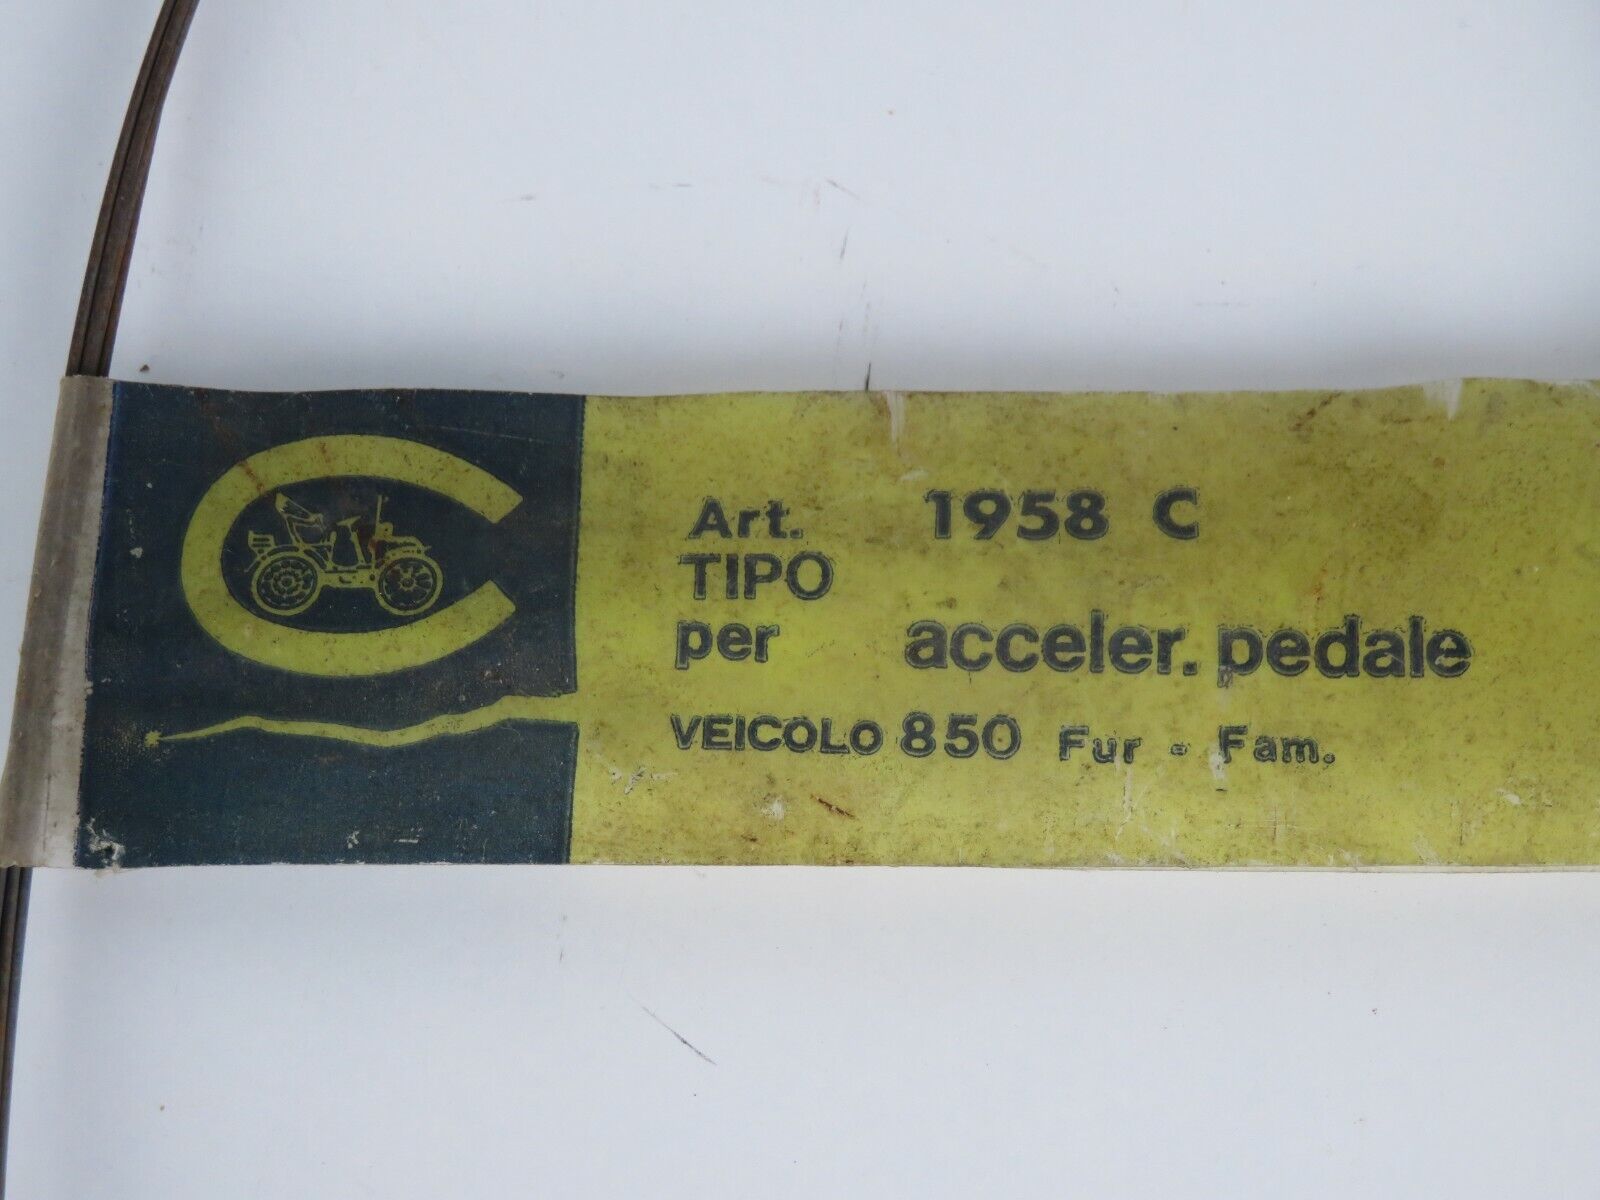 Art. 1958 C
TIPO
per acceler. pedale
VEICOLO 850 Fur - Fam.